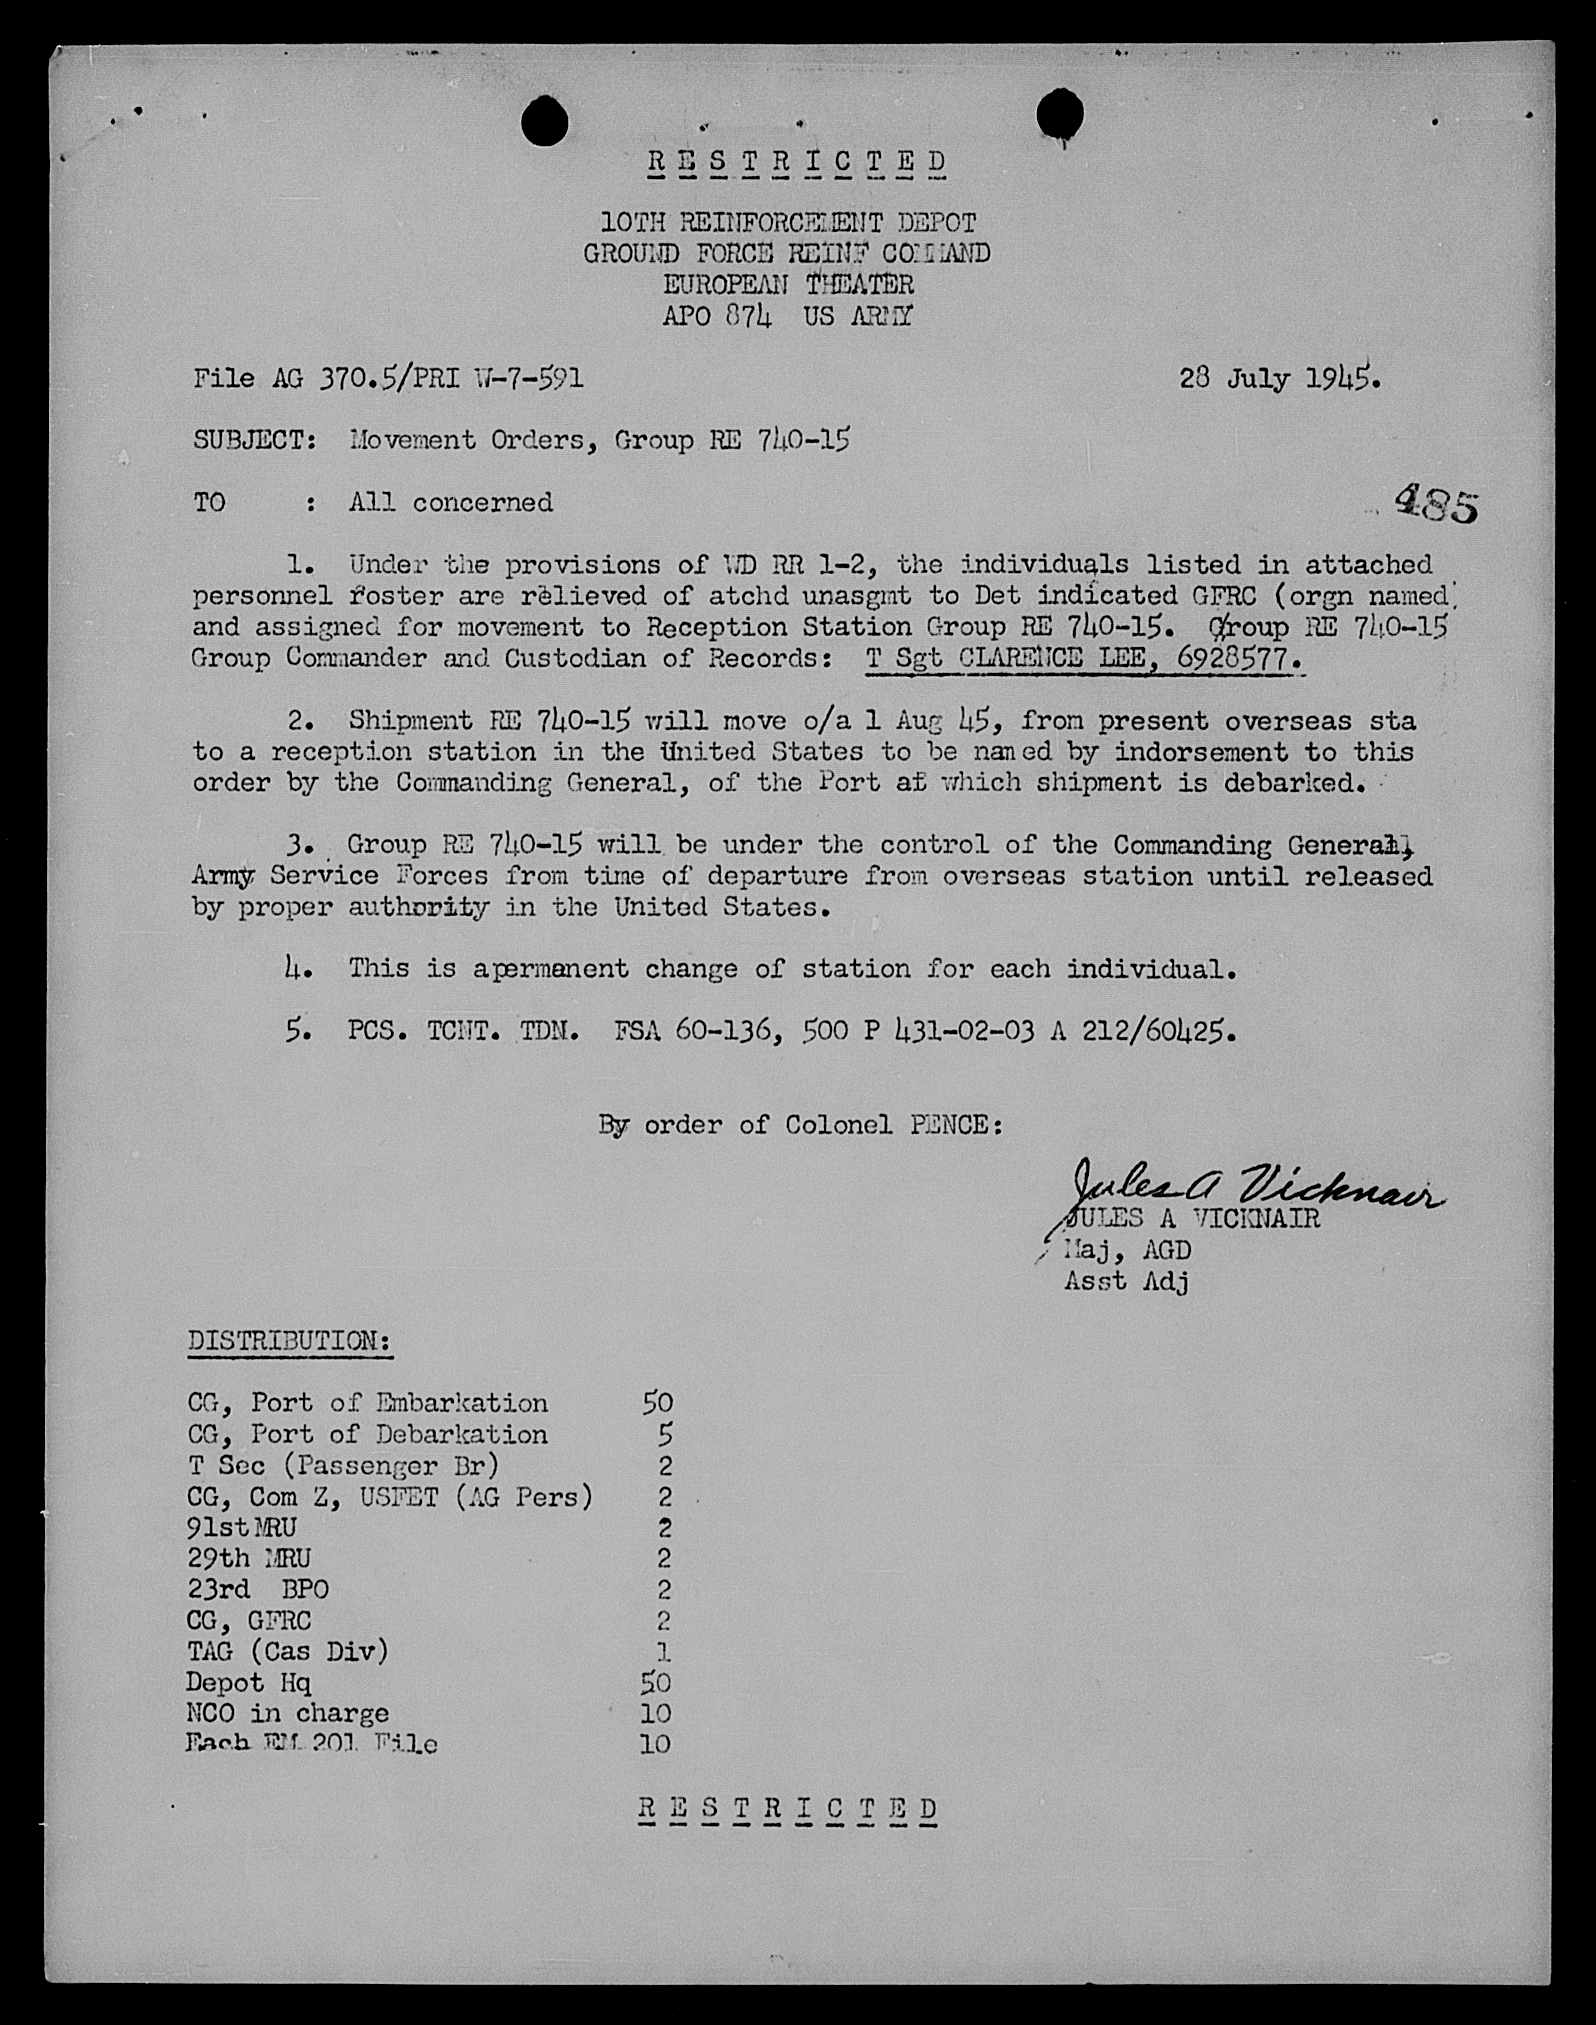 R E S T R I C T E D
10TH REINFORCEMENT DEPOT
GROUND FORCE REINF COMMAND
EUROPEAN THEATER
APO 874 US ARMY
File AG 370.5/PRI W-7-591 28 July 1945.
SUBJECT: Movement Orders, Group RE 740-15
TO : All concerned
485
1. Under the provisions of WD RR 1-2, the individuals listed in attached
personnel roster are relieved of atchd unasgmt to Det indicated GFRC (orgn named)
and assigned for movement to Reception Station Group RE 740-15. Group RE 740-15
Group Commander and Custodian of Records: T Sgt CLARENCE LEE, 6928577.
2. Shipment RE 740-15 will move o/a 1 Aug 45, from present overseas sta
to a reception station in the United States to be named by indorsement to this
order by the Commanding General, of the Port at which shipment is debarked.
3. Group RE 740-15 will be under the control of the Commanding General,
Army Service Forces from time of departure from overseas station until released
by proper authority in the United States.
4. This is apermanent change of station for each individual.
5. PCS. TCNT. TDN. FSA 60-136, 500 P 431-02-03 A 212/60425.
By order of Colonel PENCE:
Jules A Vicknair
JULES A VICKNAIR
Maj, AGD
Asst Adj
DISTRIBUTION:
CG, Port of Embarkation 50
CG, Port of Debarkation 5
T Sec (Passenger Br) 2
CG, Com Z, USFET (AG Pers) 2
91st MRU 2
29th MRU 2
23rd BPO 2
CG, GFRC 2
TAG (Cas Div) 1
Depot Hq 50
NCO in charge 10
Each EM 201 File 10
R E S T R I C T E D